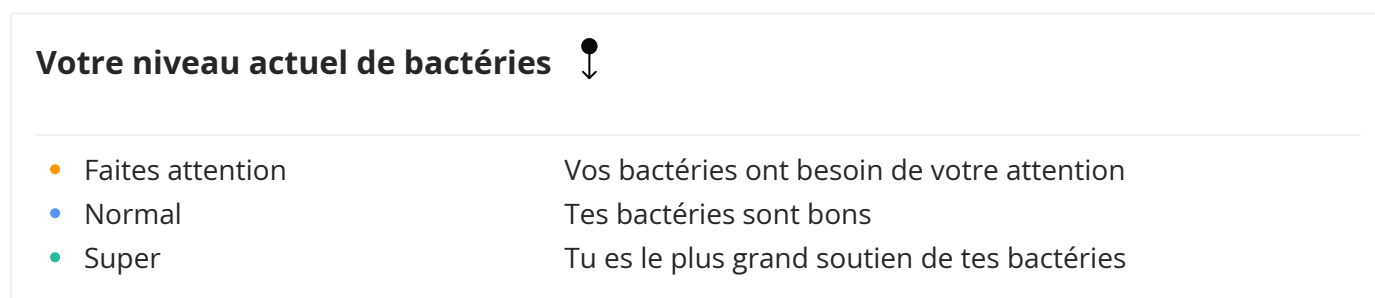 Votre niveau actuel de bactéries
Faites attention Vos bactéries ont besoin de votre attention
Normal Tes bactéries sont bons
Super Tu es le plus grand soutien de tes bactéries